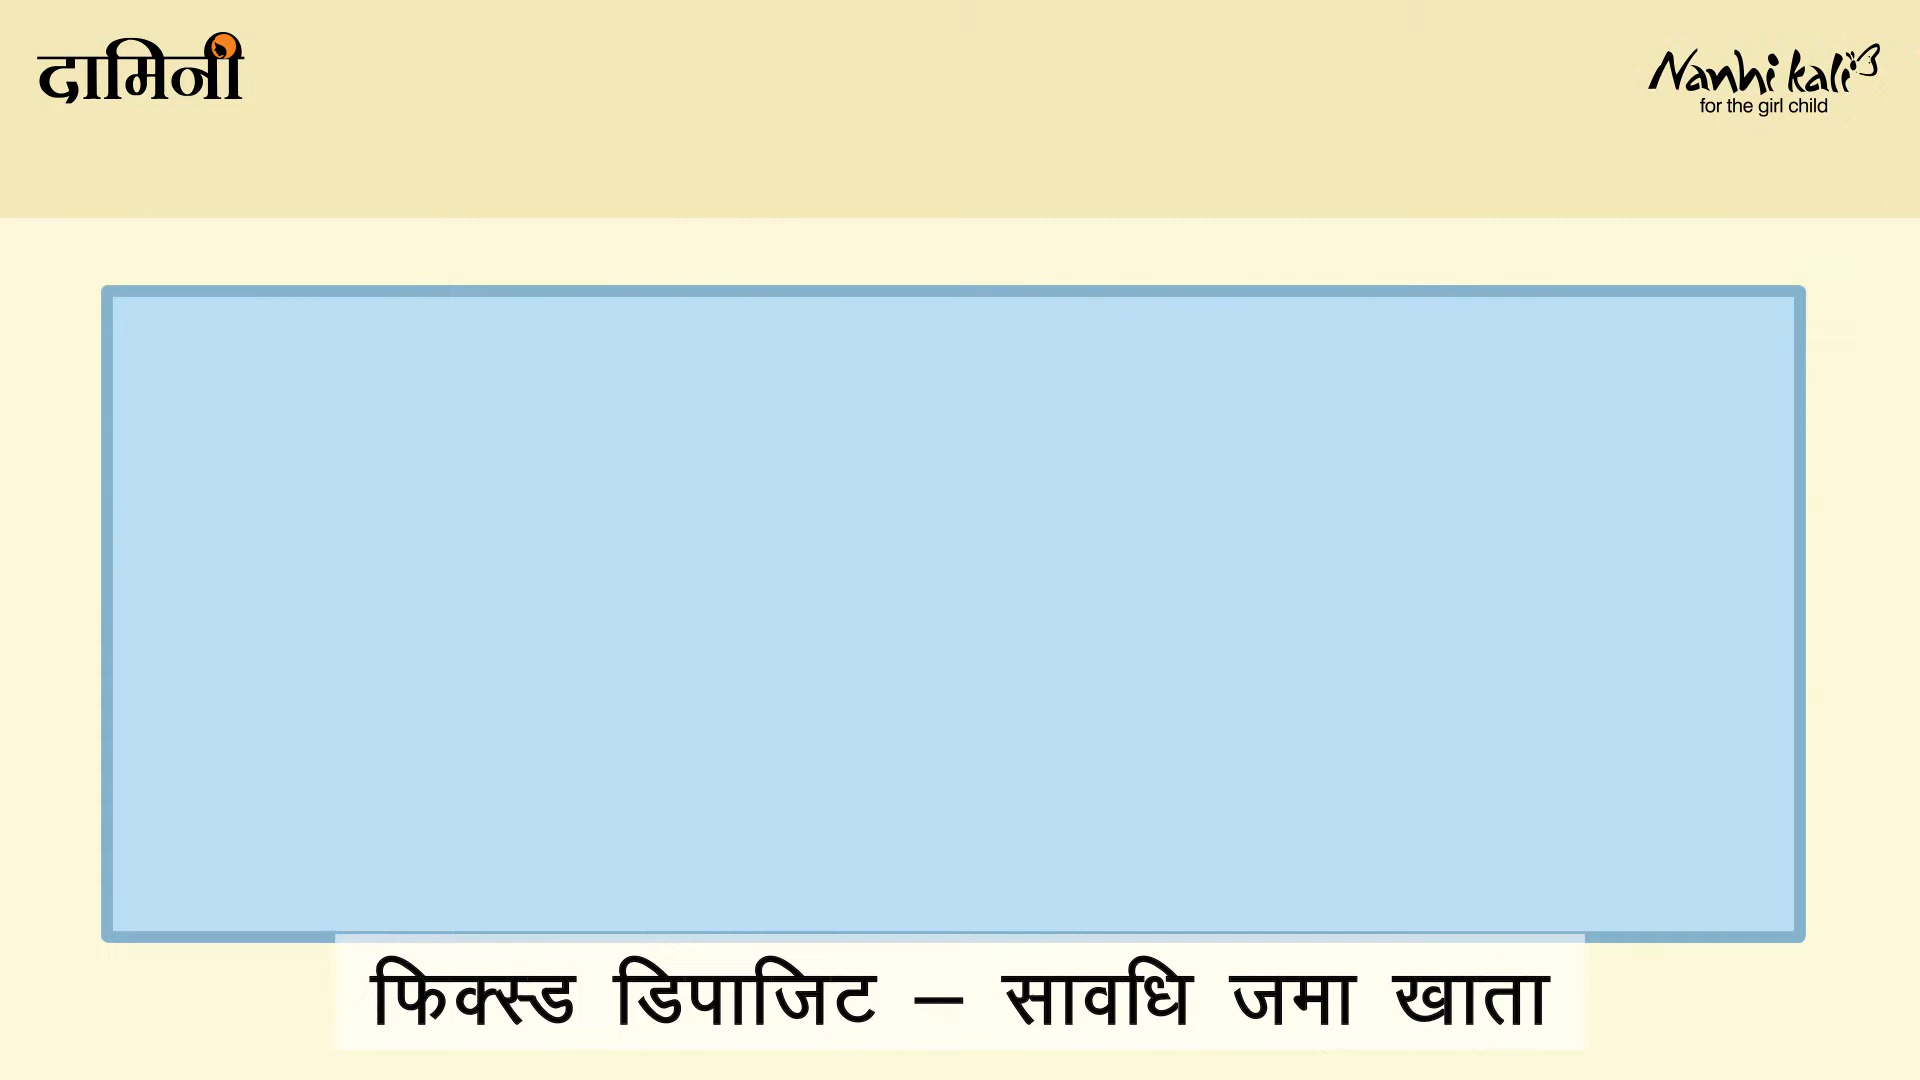 दामिनी
Nanhi kali
for the girl child
फिक्स्ड डिपाजिट – सावधि जमा खाता